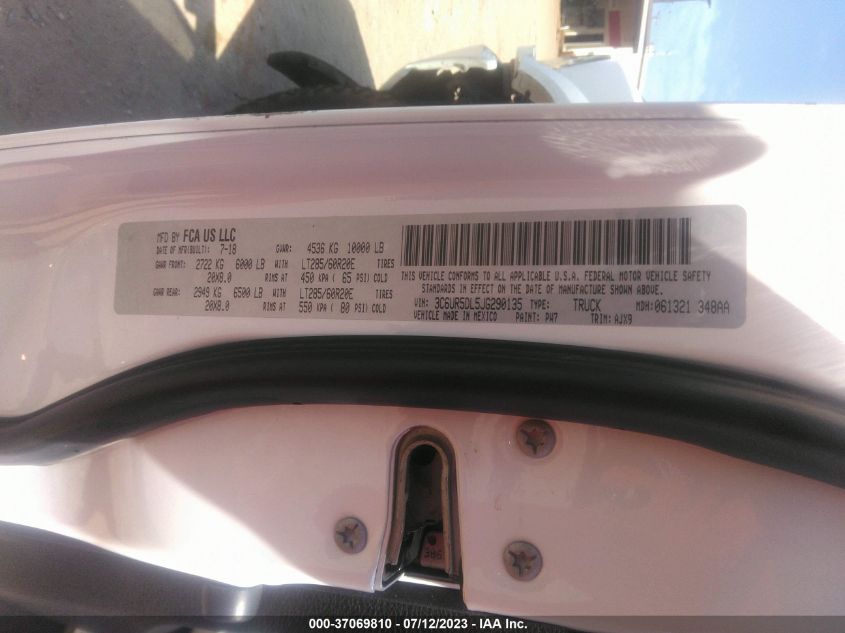 MFD BY FCA US LLC
DATE OF MFR(BUILT): 7-18 GVWR: 4536 KG 10000 LB
GAWR FRONT: 2722 KG 6000 LB WITH LT285/60R20E TIRES
20X8.0 RIMS AT 450 KPA ( 65 PSI) COLD
GAWR REAR: 2949 KG 6500 LB WITH LT285/60R20E TIRES
20X8.0 RIMS AT 550 KPA ( 80 PSI) COLD
THIS VEHICLE CONFORMS TO ALL APPLICABLE U.S.A. FEDERAL MOTOR VEHICLE SAFETY
STANDARDS IN EFFECT ON THE DATE OF MANUFACTURE SHOWN ABOVE.
VIN: 3C6UR5DL5JG290135 TYPE: TRUCK MDH:061321 348AA
VEHICLE MADE IN MEXICO PAINT: PW7 TRIM:AJX9
000-37069810 - 07/12/2023 - IAA Inc.